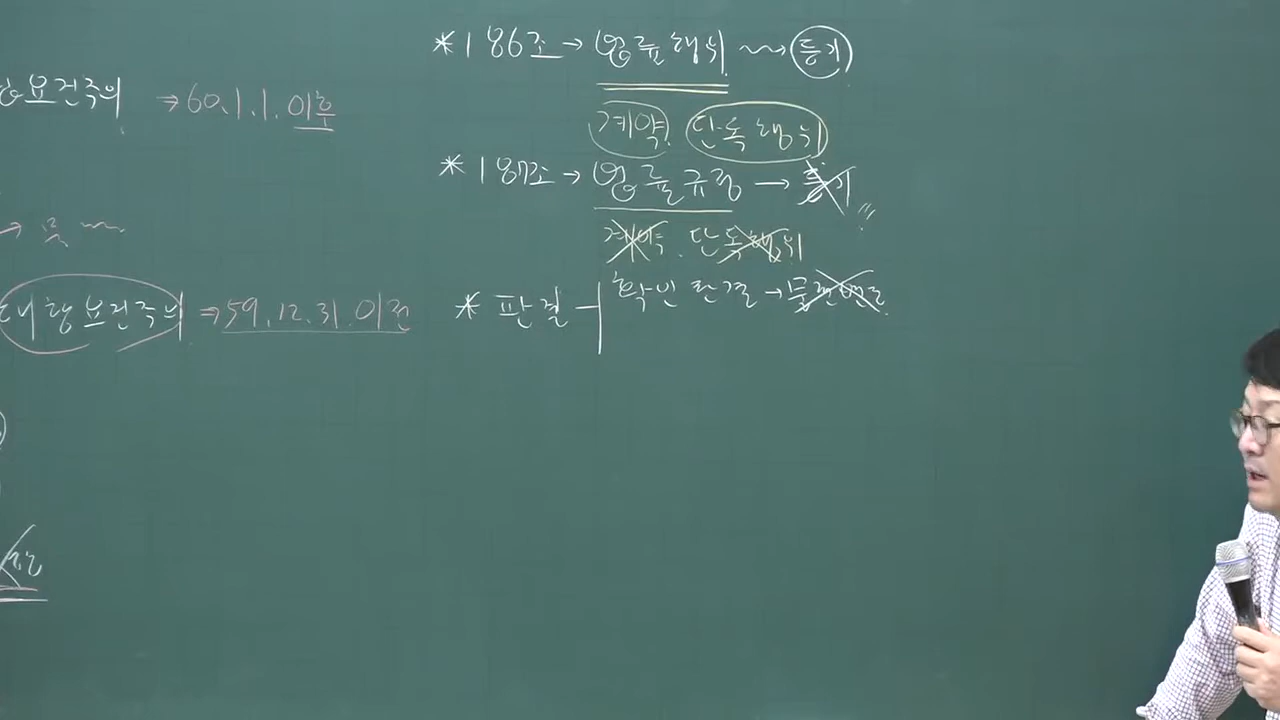 *186조→법률행위 ~→등기
요건주의 →60.1.1.이후
계약. 단독행위
*187조→법률규정→등기
계약. 단독행위
대항요건주의→59.12.31.이전
*판결 확인판결→물권변동